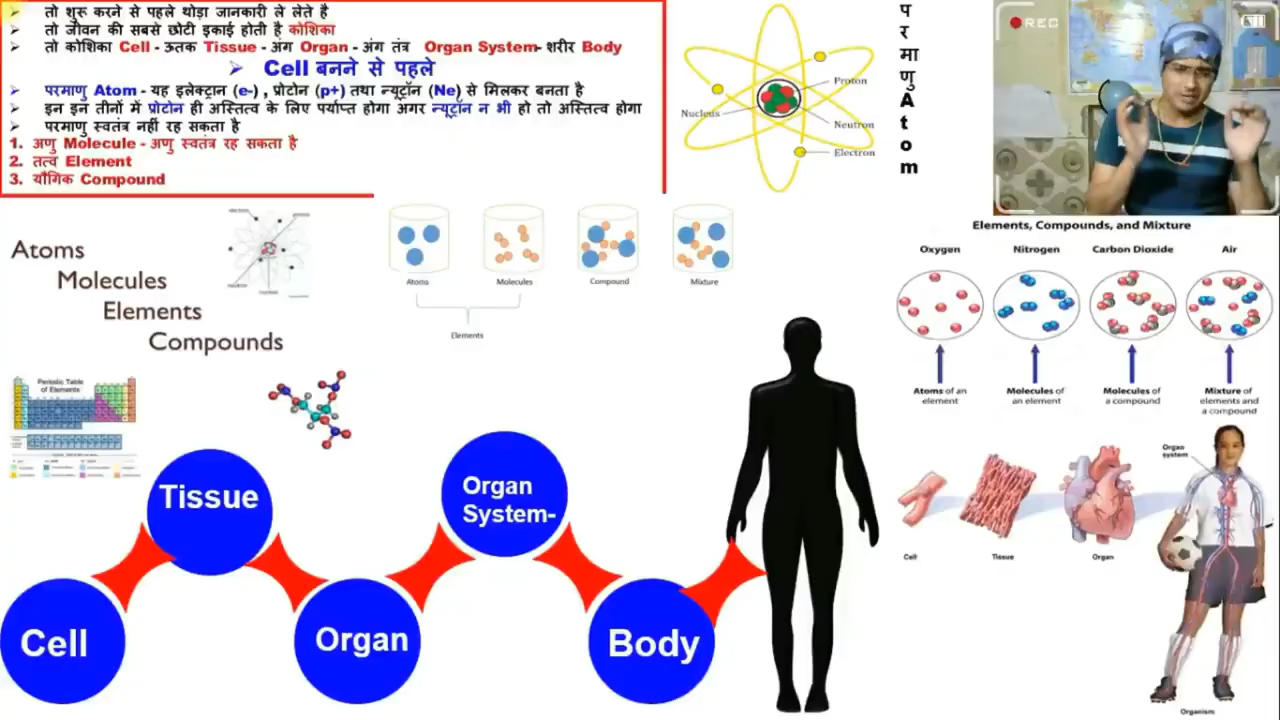 तो शुरू करने से पहले थोड़ा जानकारी ले लेते है
तो जीवन की सबसे छोटी इकाई होती है कोशिका
तो कोशिका Cell - ऊतक Tissue - अंग Organ - अंग तंत्र Organ System- शरीर Body
Cell बनने से पहले
परमाणु Atom - यह इलेक्ट्रान (e-) , प्रोटोन (p+) तथा न्यूट्रॉन (Ne) से मिलकर बनता है
इन इन तीनों में प्रोटोन ही अस्तित्व के लिए पर्याप्त होगा अगर न्यूट्रॉन न भी हो तो अस्तित्व होगा
परमाणु स्वतंत्र नहीं रह सकता है
1. अणु Molecule - अणु स्वतंत्र रह सकता है
2. तत्व Element
3. यौगिक Compound
Proton
Nucleus
Neutron
Electron
प
र
मा
णु
A
t
o
m
REC
Atoms
Molecules
Elements
Compounds
Atoms
Molecules
Compound
Mixture
Elements
Periodic Table
of Elements
Elements, Compounds, and Mixture
Oxygen
Nitrogen
Carbon Dioxide
Air
Atoms of an
element
Molecules of
an element
Molecules of
a compound
Mixture of
elements and
a compound
Cell
Tissue
Organ
Organ
System-
Body
Organ
system
Cell
Tissue
Organ
Organism